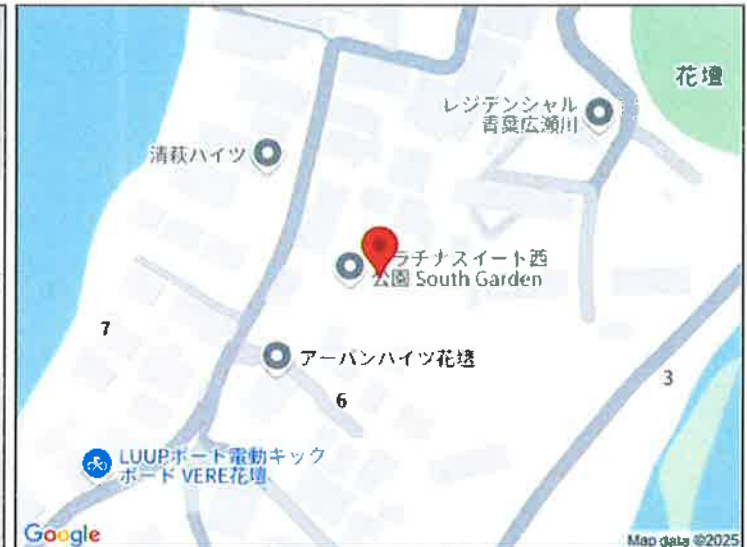 花壇
レジデンシャル
青葉広瀬川
清萩ハイツ
ラチナスイート西
公園 South Garden
7
アーバンハイツ花壇
3
6
LUUPポート電動キック
ボード VERE花壇
Google
Map data ©2025